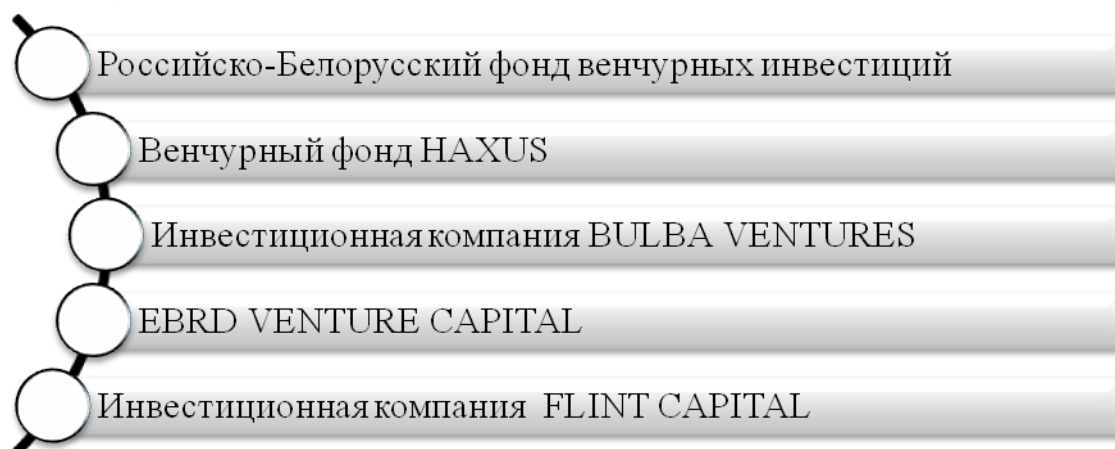 Российско-Белорусский фонд венчурных инвестиций
Венчурный фонд HAXUS
Инвестиционная компания BULBA VENTURES
EBRD VENTURE CAPITAL
Инвестиционная компания FLINT CAPITAL